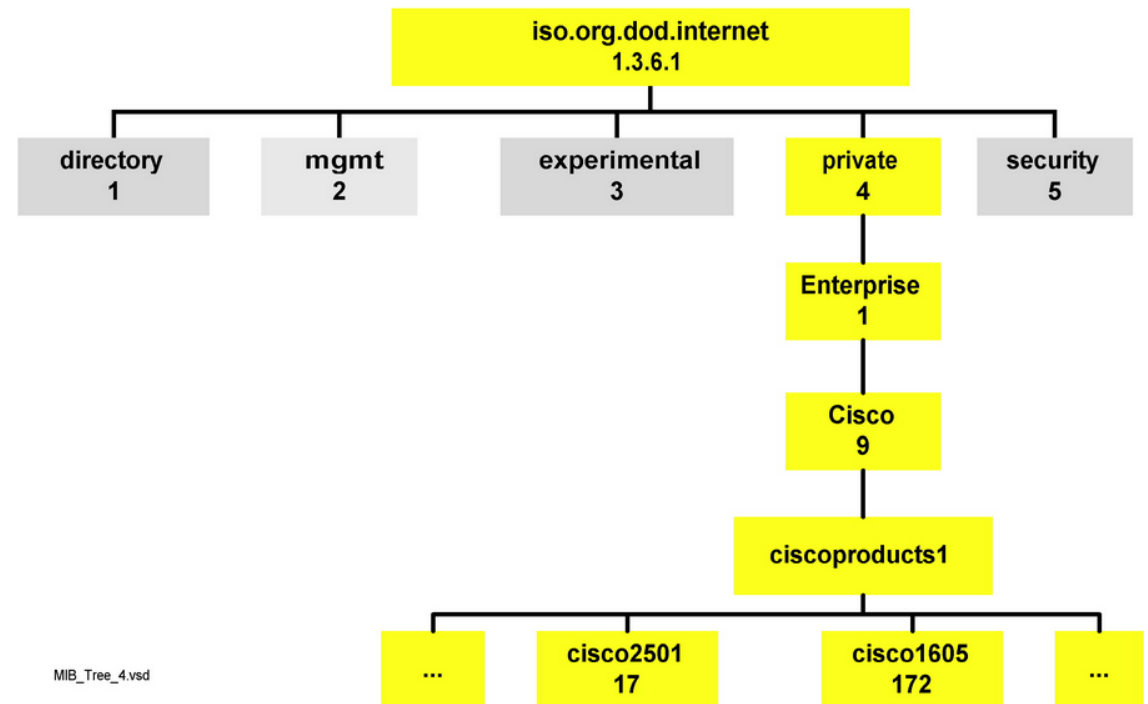 iso.org.dod.internet
1.3.6.1
directory
1
mgmt
2
experimental
3
private
4
security
5
Enterprise
1
Cisco
9
ciscoproducts1
...
cisco2501
17
cisco1605
172
...
MIB_Tree_4.vsd